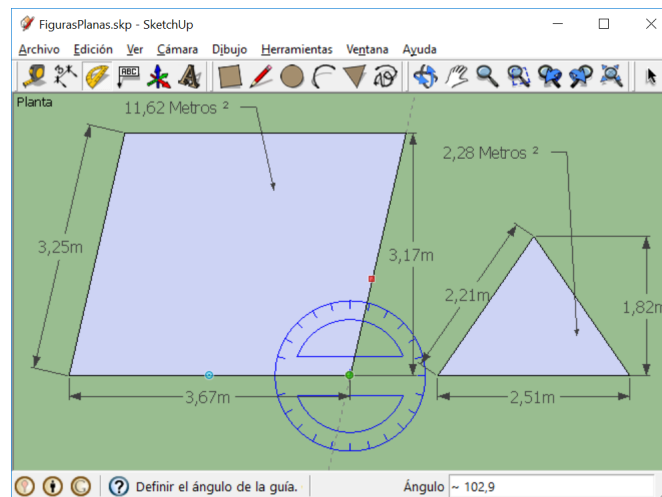 FigurasPlanas.skp - SketchUp
Archivo Edición Ver Cámara Dibujo Herramientas Ventana Ayuda
ABC
Planta
11,62 Metros ²
2,28 Metros ²
3,25m
3,17m
2,21m
1,82m
3,67m
2,51m
Definir el ángulo de la guía.
Ángulo ~ 102,9